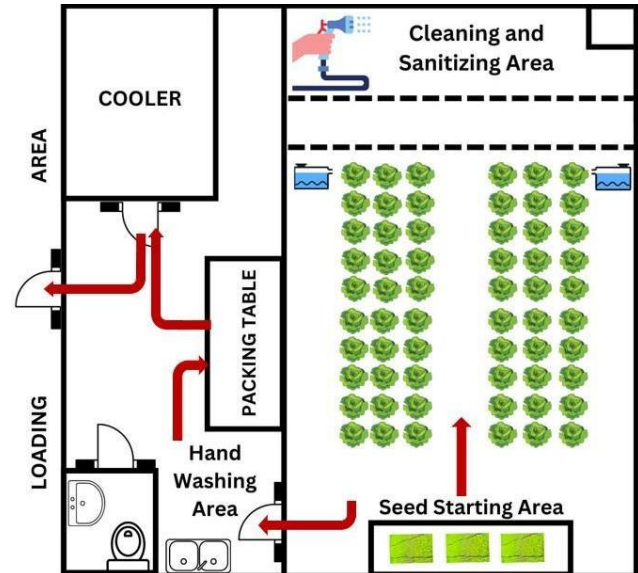 Cleaning and
Sanitizing Area
COOLER
AREA
PACKING TABLE
LOADING
Hand
Washing
Area
Seed Starting Area